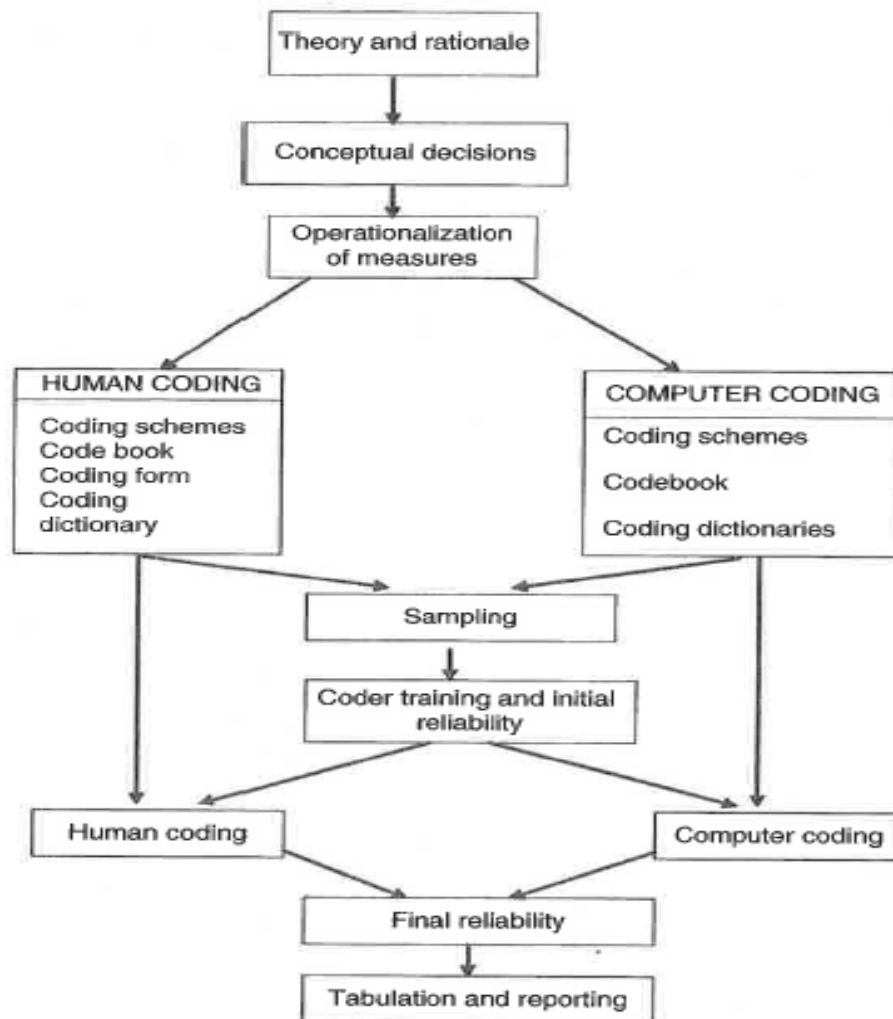 Theory and rationale
Conceptual decisions
Operationalization
of measures
HUMAN CODING
Coding schemes
Code book
Coding form
Coding
dictionary
COMPUTER CODING
Coding schemes
Codebook
Coding dictionaries
Sampling
Coder training and initial
reliability
Human coding
Computer coding
Final reliability
Tabulation and reporting